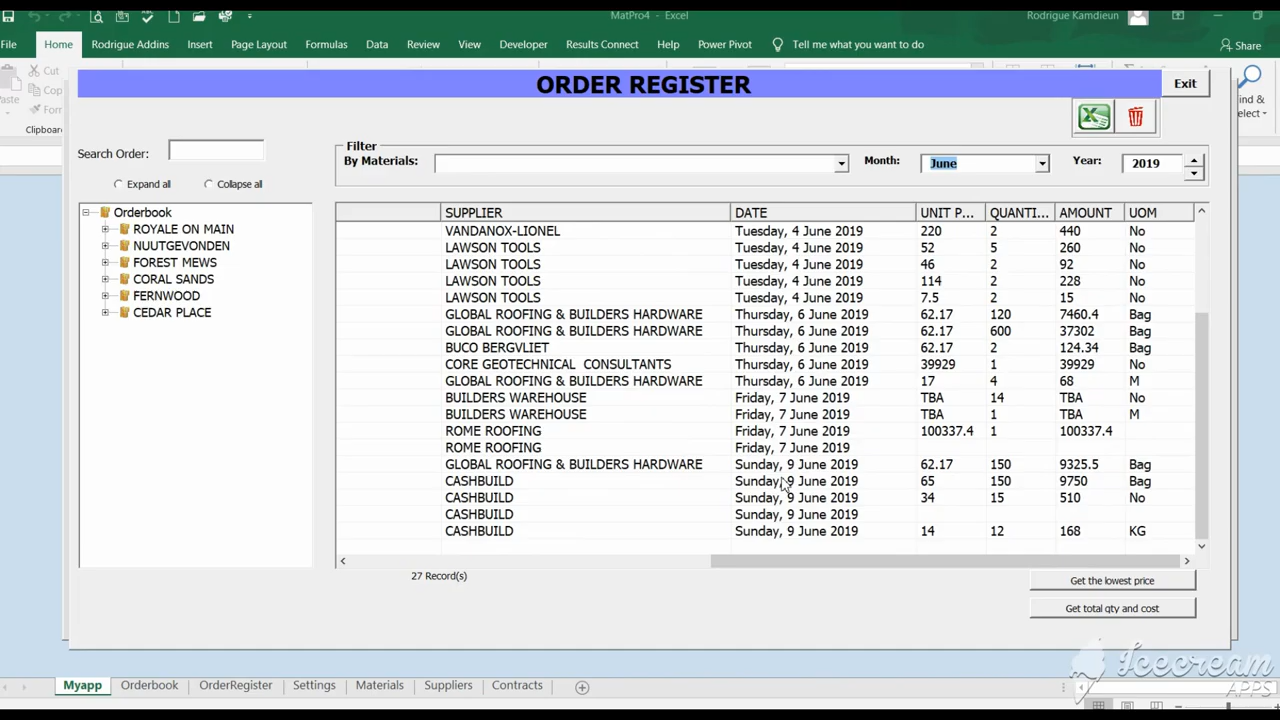 MatPro4 - Excel
Rodrigue Kamdieun
File Home Rodrigue Addins Insert Page Layout Formulas Data Review View Developer Results Connect Help Power Pivot Tell me what you want to do Share
Cut
Clipboard
ORDER REGISTER
Exit
Search Order:
Expand all Collapse all
Filter
By Materials: Month: June Year: 2019
Orderbook
ROYALE ON MAIN
NUUTGEVONDEN
FOREST MEWS
CORAL SANDS
FERNWOOD
CEDAR PLACE
SUPPLIER DATE UNIT P... QUANTI... AMOUNT UOM
VANDANOX-LIONEL Tuesday, 4 June 2019 220 2 440 No
LAWSON TOOLS Tuesday, 4 June 2019 52 5 260 No
LAWSON TOOLS Tuesday, 4 June 2019 46 2 92 No
LAWSON TOOLS Tuesday, 4 June 2019 114 2 228 No
LAWSON TOOLS Tuesday, 4 June 2019 7.5 2 15 No
GLOBAL ROOFING & BUILDERS HARDWARE Thursday, 6 June 2019 62.17 120 7460.4 Bag
GLOBAL ROOFING & BUILDERS HARDWARE Thursday, 6 June 2019 62.17 600 37302 Bag
BUCO BERGVLIET Thursday, 6 June 2019 62.17 2 124.34 Bag
CORE GEOTECHNICAL CONSULTANTS Thursday, 6 June 2019 39929 1 39929 No
GLOBAL ROOFING & BUILDERS HARDWARE Thursday, 6 June 2019 17 4 68 M
BUILDERS WAREHOUSE Friday, 7 June 2019 TBA 14 TBA No
BUILDERS WAREHOUSE Friday, 7 June 2019 TBA 1 TBA M
ROME ROOFING Friday, 7 June 2019 100337.4 1 100337.4
ROME ROOFING Friday, 7 June 2019
GLOBAL ROOFING & BUILDERS HARDWARE Sunday, 9 June 2019 62.17 150 9325.5 Bag
CASHBUILD Sunday, 9 June 2019 65 150 9750 Bag
CASHBUILD Sunday, 9 June 2019 34 15 510 No
CASHBUILD Sunday, 9 June 2019
CASHBUILD Sunday, 9 June 2019 14 12 168 KG
27 Record(s)
Get the lowest price
Get total qty and cost
Icecream
APPS
Myapp Orderbook OrderRegister Settings Materials Suppliers Contracts